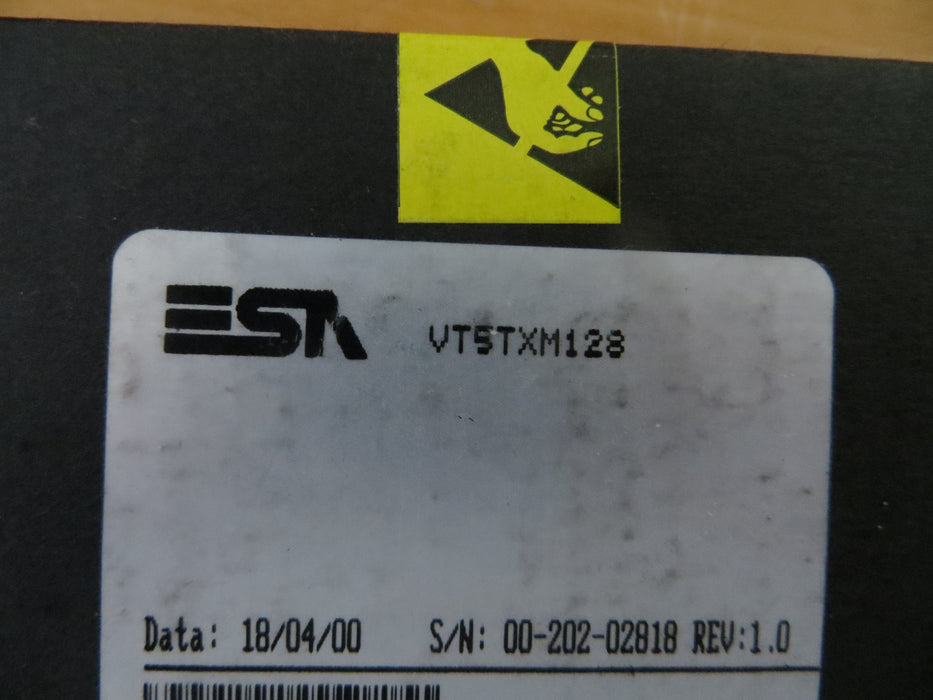 ESA VT5TXM128
Data: 18/04/00 S/N: 00-202-02818 REV:1.0